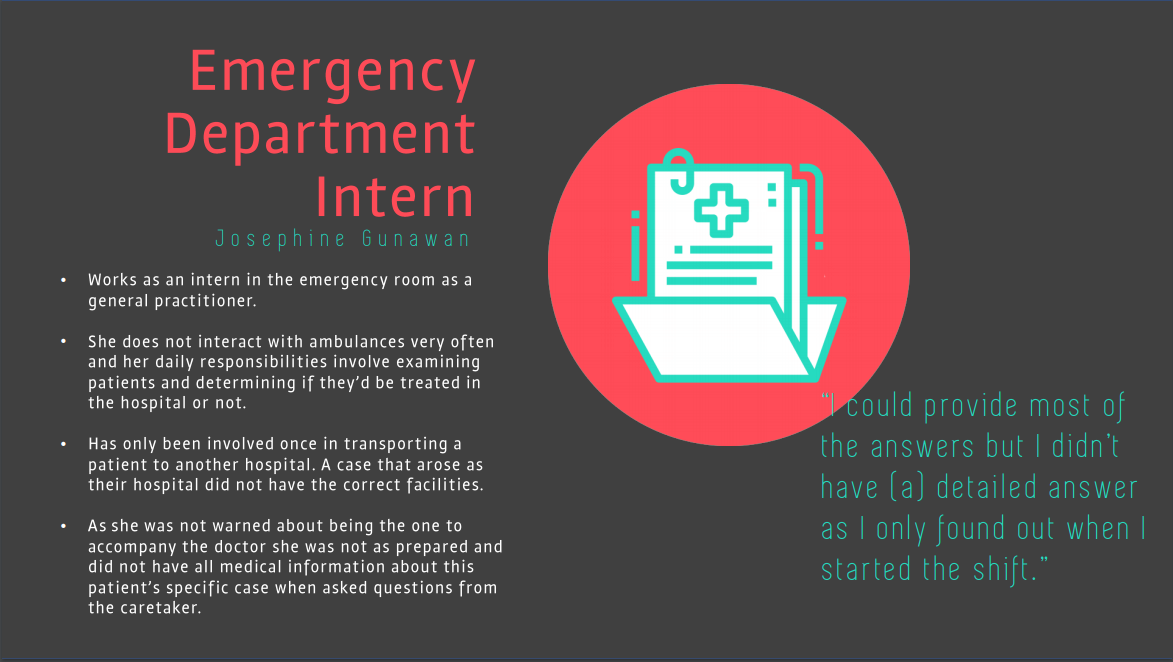 Emergency
Department
Intern
Josephine Gunawan
• Works as an intern in the emergency room as a
general practitioner.
• She does not interact with ambulances very often
and her daily responsibilities involve examining
patients and determining if they’d be treated in
the hospital or not.
• Has only been involved once in transporting a
patient to another hospital. A case that arose as
their hospital did not have the correct facilities.
• As she was not warned about being the one to
accompany the doctor she was not as prepared and
did not have all medical information about this
patient’s specific case when asked questions from
the caretaker.
“I could provide most of
the answers but I didn’t
have (a) detailed answer
as I only found out when I
started the shift.”